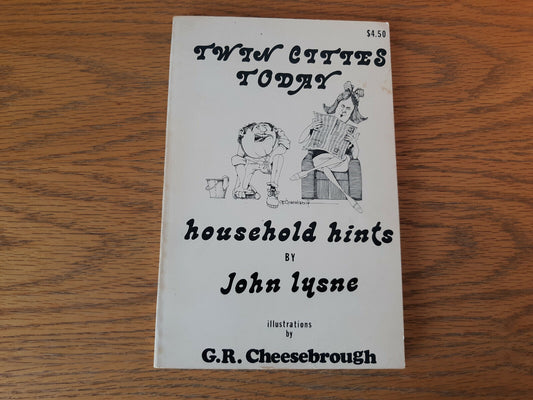 $4.50
TWIN CITIES
TODAY
household hints
BY
John lysne
illustrations
by
G.R. Cheesebrough